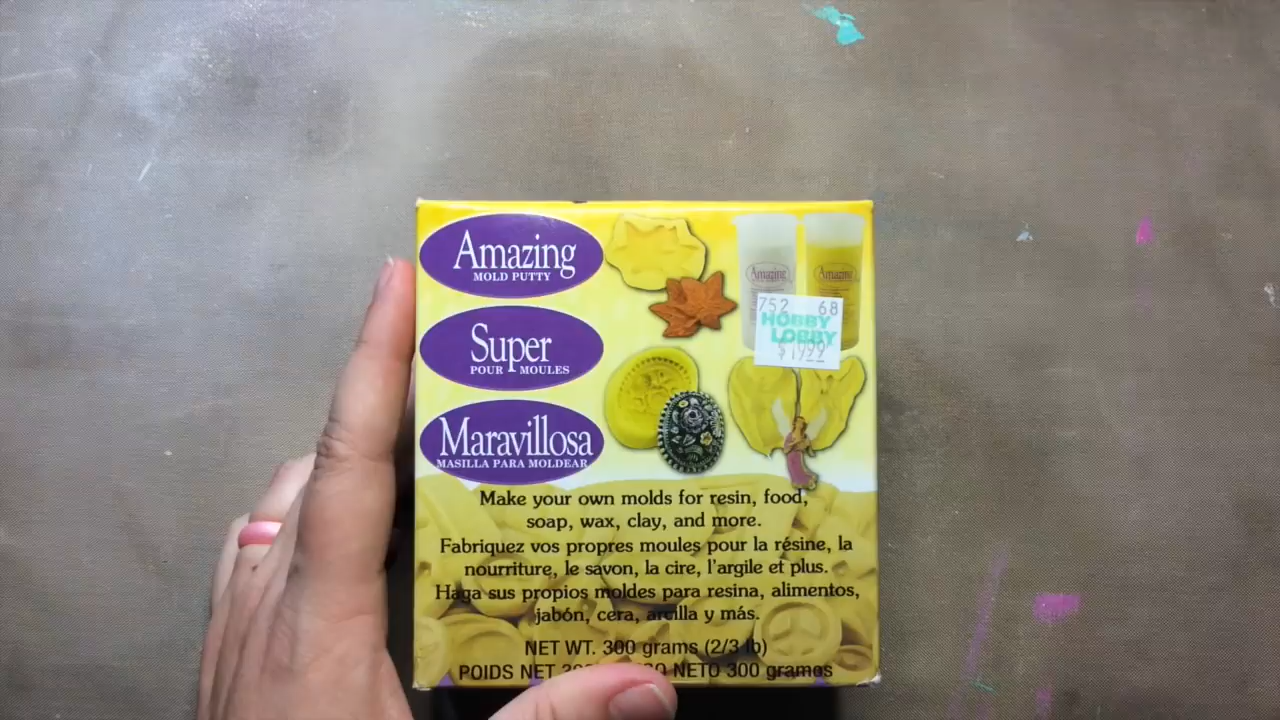 Amazing
MOLD PUTTY
Super
POUR MOULES
Maravillosa
MASILLA PARA MOLDEAR
Amazing
Amazing
752 68
HOBBY
LOBBY
$19.99
Make your own molds for resin, food,
soap, wax, clay, and more.
Fabriquez vos propres moules pour la résine, la
nourriture, le savon, la cire, l'argile et plus.
Haga sus propios moldes para resina, alimentos,
jabón, cera, arcilla y más.
NET WT. 300 grams (2/3 lb)
POIDS NET NETO 300 gramos